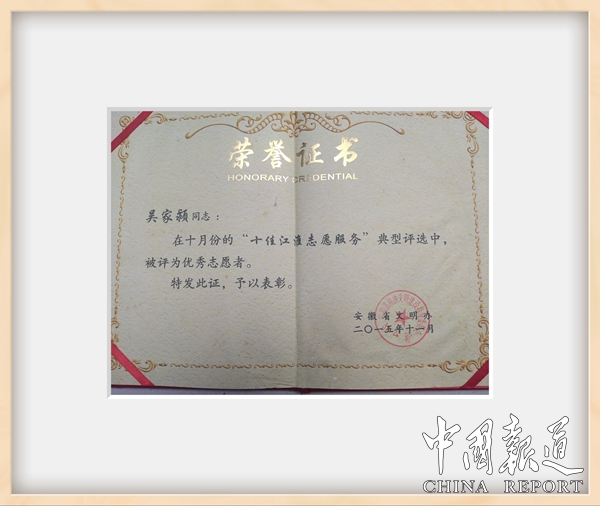 荣誉证书
HONORARY CREDENTIAL
吴家颍同志：
在十月份的“十佳江淮志愿服务”典型评选中，
被评为优秀志愿者。
特发此证，予以表彰。
安徽省文明办
二〇一五年十一月
中国报道
CHINA REPORT